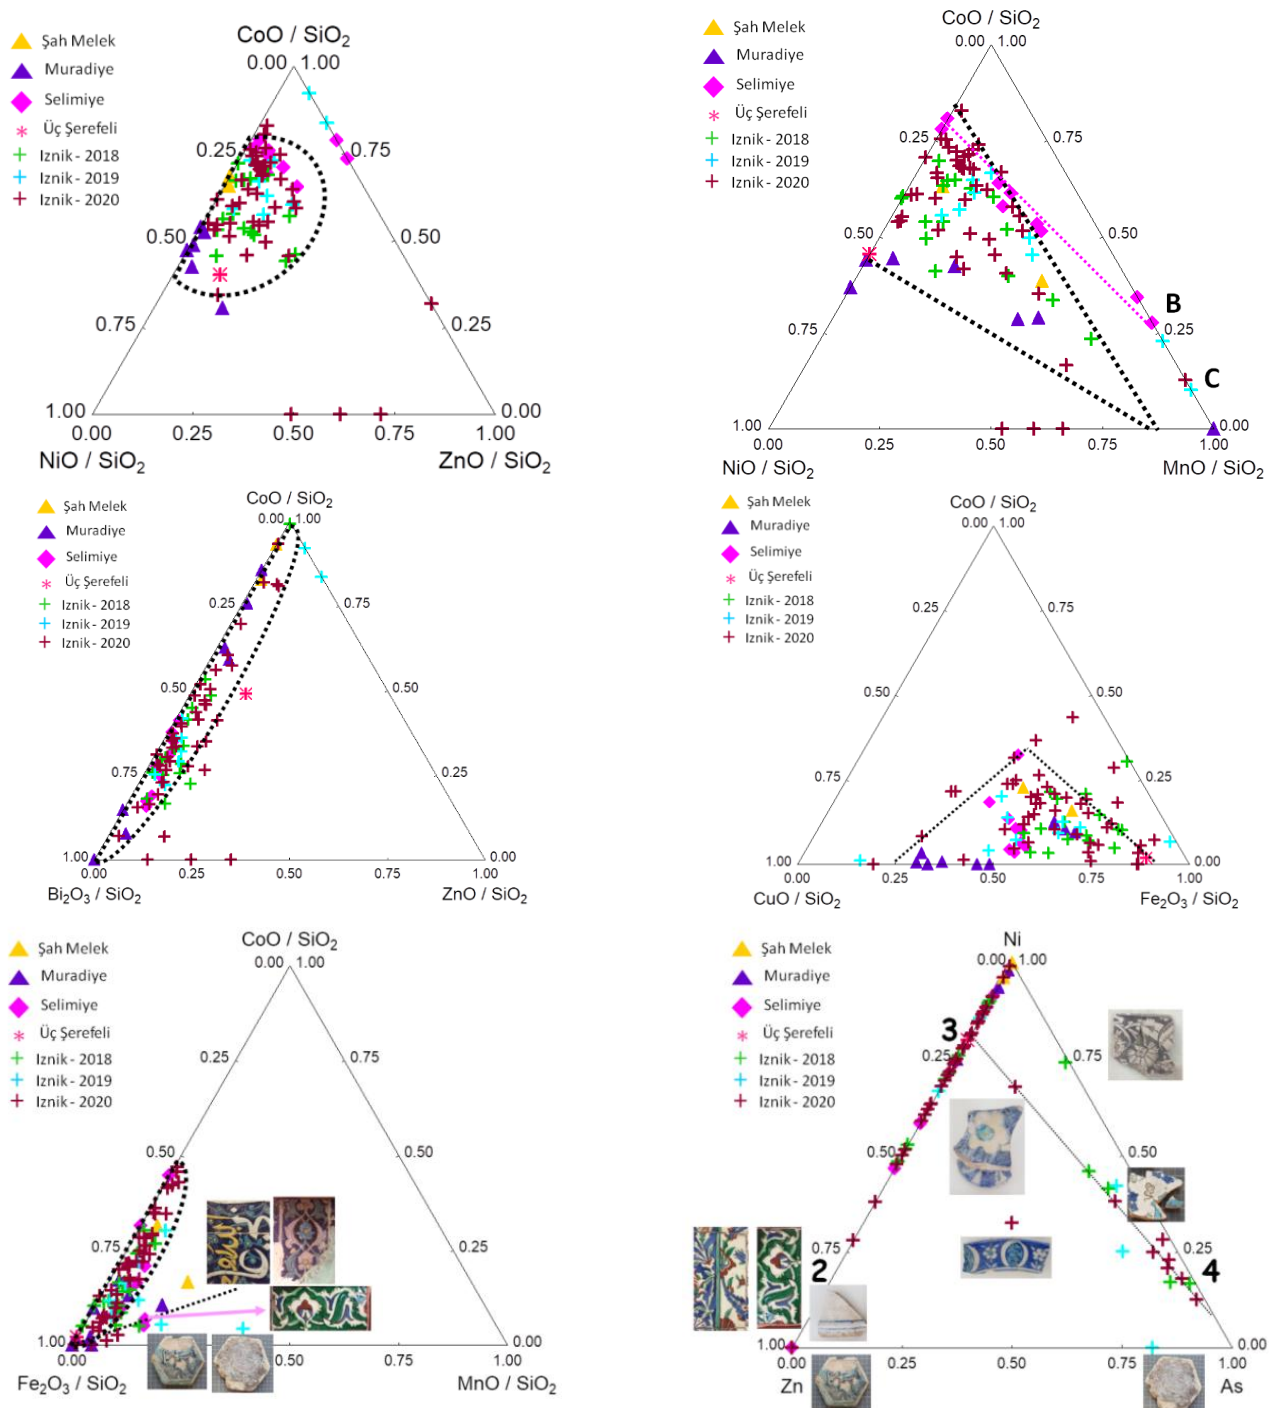 CoO / SiO2
0.00 1.00
Şah Melek
Muradiye
Selimiye
Üç Şerefeli
Iznik - 2018
Iznik - 2019
Iznik - 2020
0.25 0.75
0.50 0.50
0.75 0.25
1.00 0.00
0.00 0.25 0.50 0.75 1.00
NiO / SiO2 ZnO / SiO2
CoO / SiO2
0.00 1.00
Şah Melek
Muradiye
Selimiye
Üç Şerefeli
Iznik - 2018
Iznik - 2019
Iznik - 2020
0.25 0.75
0.50 0.50
B
0.75 0.25
C
1.00 0.00
0.00 0.25 0.50 0.75 1.00
NiO / SiO2 MnO / SiO2
CoO / SiO2
0.00 1.00
Şah Melek
Muradiye
Selimiye
Üç Şerefeli
Iznik - 2018
Iznik - 2019
Iznik - 2020
0.25 0.75
0.50 0.50
0.75 0.25
1.00 0.00
0.00 0.25 0.50 0.75 1.00
Bi2O3 / SiO2 ZnO / SiO2
CoO / SiO2
0.00 1.00
Şah Melek
Muradiye
Selimiye
Üç Şerefeli
Iznik - 2018
Iznik - 2019
Iznik - 2020
0.25 0.75
0.50 0.50
0.75 0.25
1.00 0.00
0.00 0.25 0.50 0.75 1.00
CuO / SiO2 Fe2O3 / SiO2
CoO / SiO2
0.00 1.00
Şah Melek
Muradiye
Selimiye
Üç Şerefeli
Iznik - 2018
Iznik - 2019
Iznik - 2020
0.25 0.75
0.50 0.50
0.75 0.25
1.00 0.00
0.00 0.50 0.75 1.00
Fe2O3 / SiO2 MnO / SiO2
Ni
0.00 1.00
Şah Melek
Muradiye
Selimiye
Üç Şerefeli
Iznik - 2018
Iznik - 2019
Iznik - 2020
3
0.25 0.75
0.50 0.50
0.75 0.25
2 4
1.00 0.00
0.00 0.25 0.50 0.75 1.00
Zn As